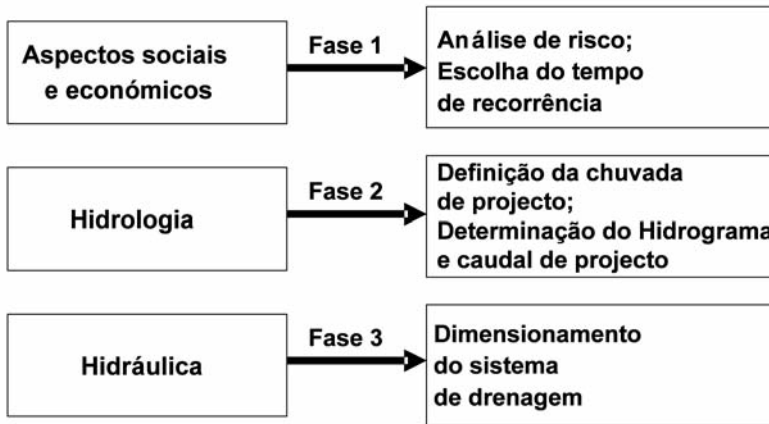 Aspectos sociais
e económicos
Fase 1
Análise de risco;
Escolha do tempo
de recorrência
Hidrologia
Fase 2
Definição da chuvada
de projecto;
Determinação do Hidrograma
e caudal de projecto
Hidráulica
Fase 3
Dimensionamento
do sistema
de drenagem